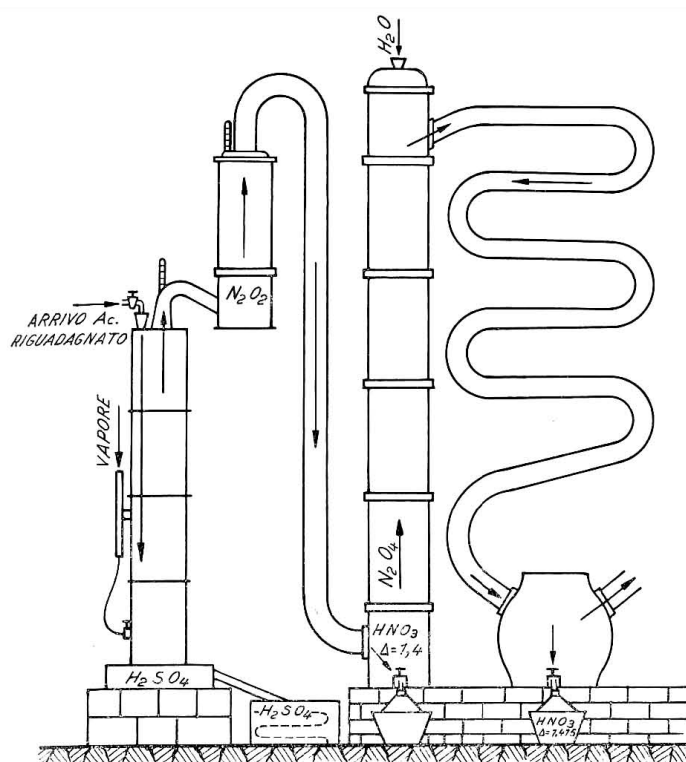 H₂O
N₂O₂
ARRIVO Ac.
RIGUADAGNATO
VAPORE
N₂O₄
HNO₃
Δ=1,4
H₂SO₄
H₂SO₄
HNO₃
Δ=1,475